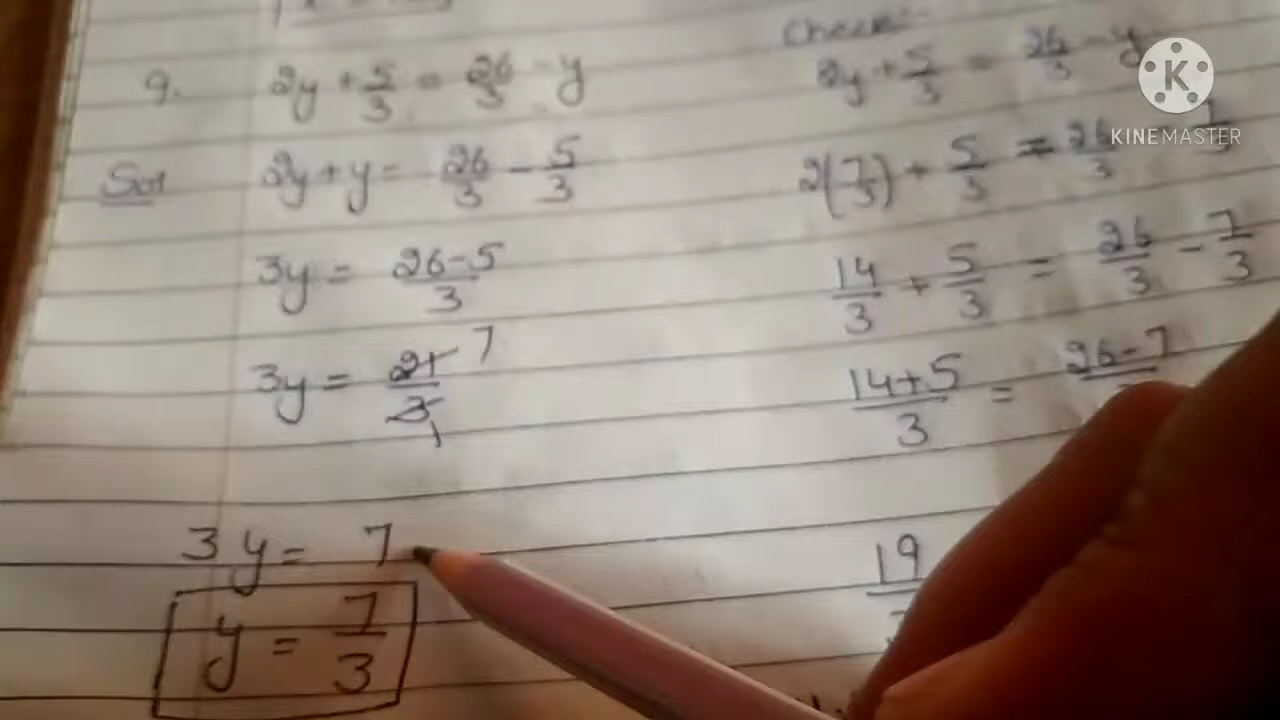 9. 2y + 5/3 = 26/3 - y
Sol 2y + y = 26/3 - 5/3
3y = 26-5/3
3y = 21/3 7 1
3y = 7
y = 7/3
Check:-
2y + 5/3 = 26/3 - y
2(7/3) + 5/3 = 26/3 - 7/3
14/3 + 5/3 = 26/3 - 7/3
14+5/3 = 26-7
19
KINEMASTER